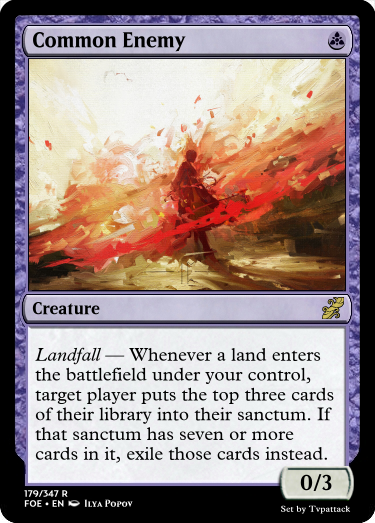 Common Enemy
Creature
Landfall — Whenever a land enters
the battlefield under your control,
target player puts the top three cards
of their library into their sanctum. If
that sanctum has seven or more
cards in it, exile those cards instead.
0/3
179/347 R
FOE • EN Ilya Popov
Set by Tvpattack